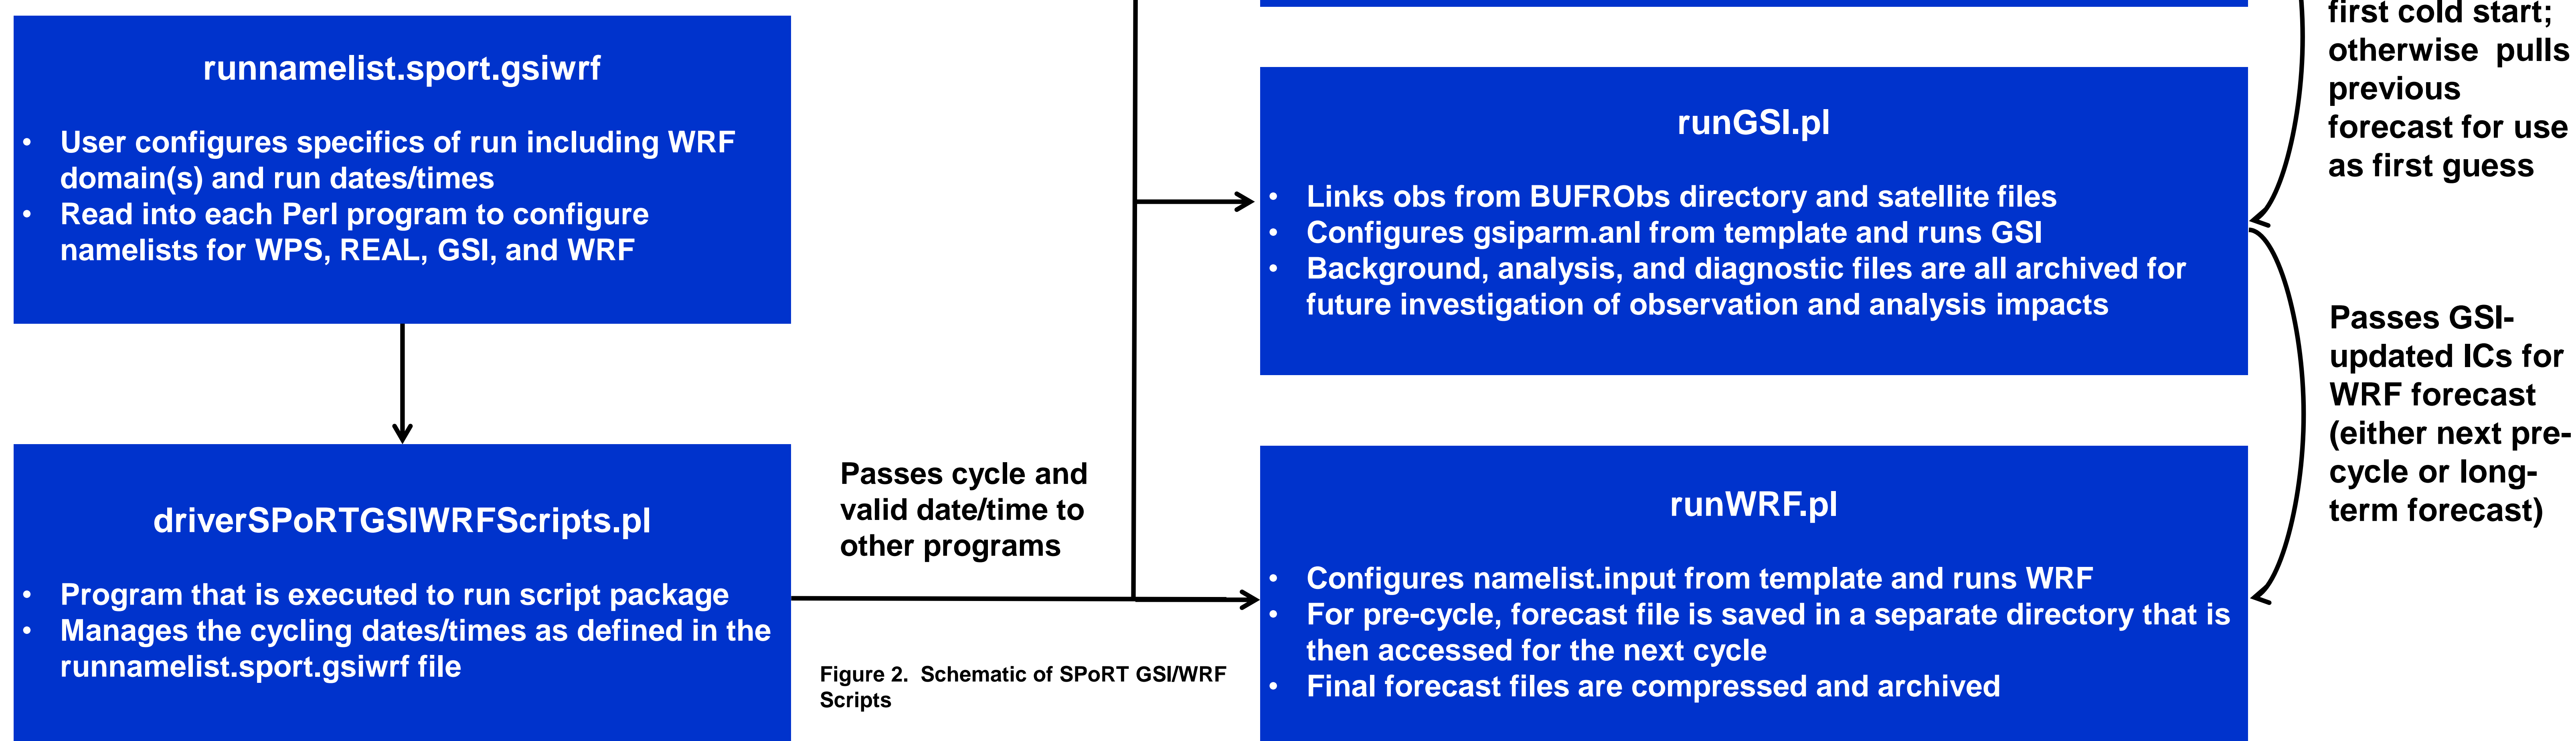 runnamelist.sport.gsiwrf
• User configures specifics of run including WRF
domain(s) and run dates/times
• Read into each Perl program to configure
namelists for WPS, REAL, GSI, and WRF
driverSPoRTGSIWRFScripts.pl
• Program that is executed to run script package
• Manages the cycling dates/times as defined in the
runnamelist.sport.gsiwrf file
Passes cycle and
valid date/time to
other programs
Figure 2. Schematic of SPoRT GSI/WRF
Scripts
runGSI.pl
• Links obs from BUFRObs directory and satellite files
• Configures gsiparm.anl from template and runs GSI
• Background, analysis, and diagnostic files are all archived for
future investigation of observation and analysis impacts
runWRF.pl
• Configures namelist.input from template and runs WRF
• For pre-cycle, forecast file is saved in a separate directory that is
then accessed for the next cycle
• Final forecast files are compressed and archived
first cold start;
otherwise pulls
previous
forecast for use
as first guess
Passes GSI-
updated ICs for
WRF forecast
(either next pre-
cycle or long-
term forecast)